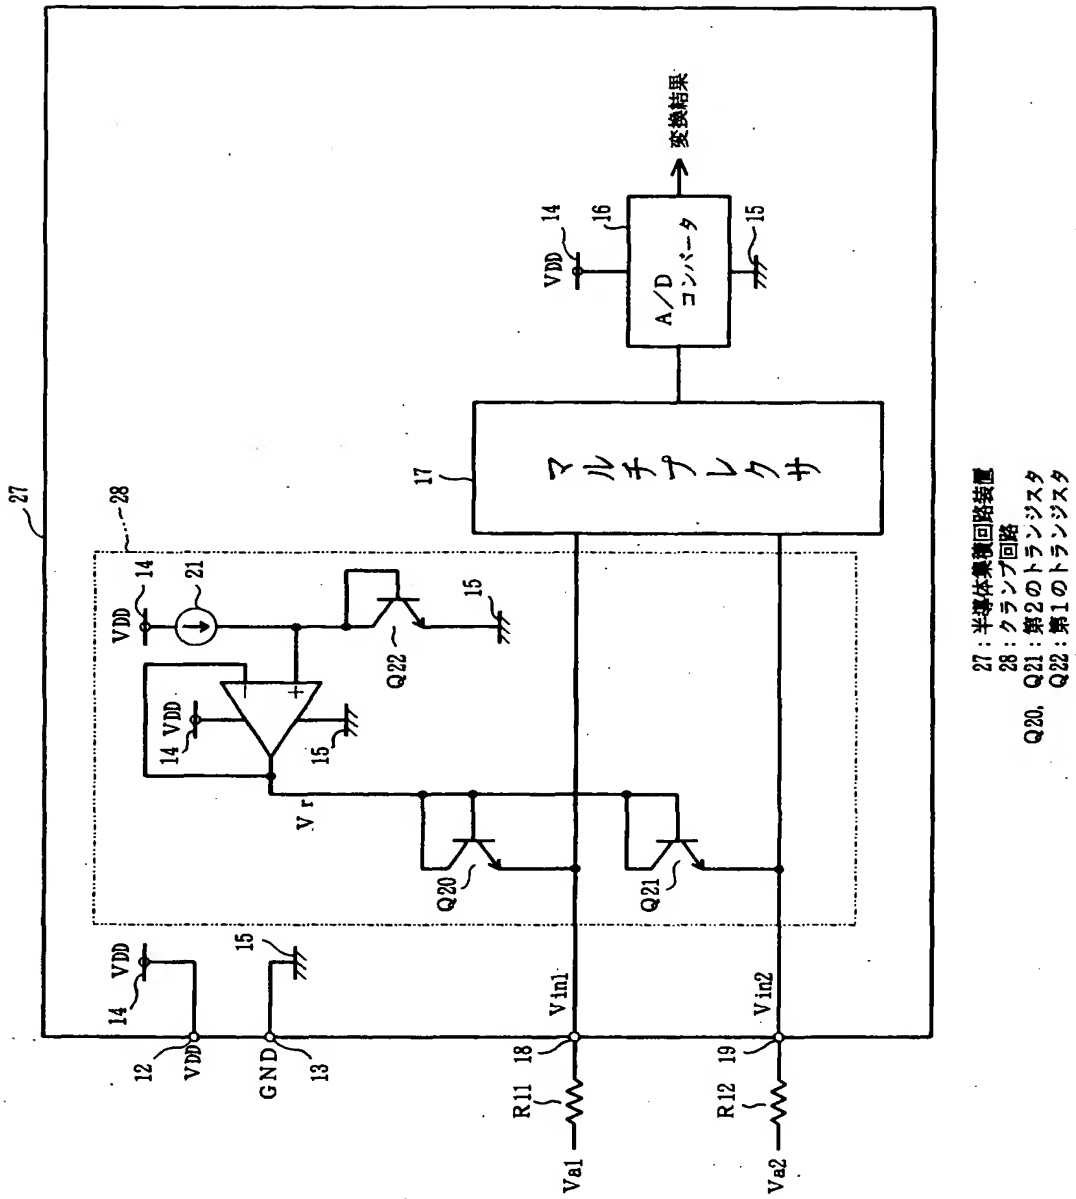 27
14
VDD
VDD
28
14
12
14
VDD
21
VDD
15
GND
13
15
−
+
Vr
Q22
17
Q20
15
R11
18
Vin1
VDD
14
Va1
マルチプレクサ
16
Q21
A/D
コンバータ
変換結果
R12
19
Vin2
15
Va2
27:半導体集積回路装置
28:クランプ回路
Q20, Q21:第2のトランジスタ
Q22:第1のトランジスタ